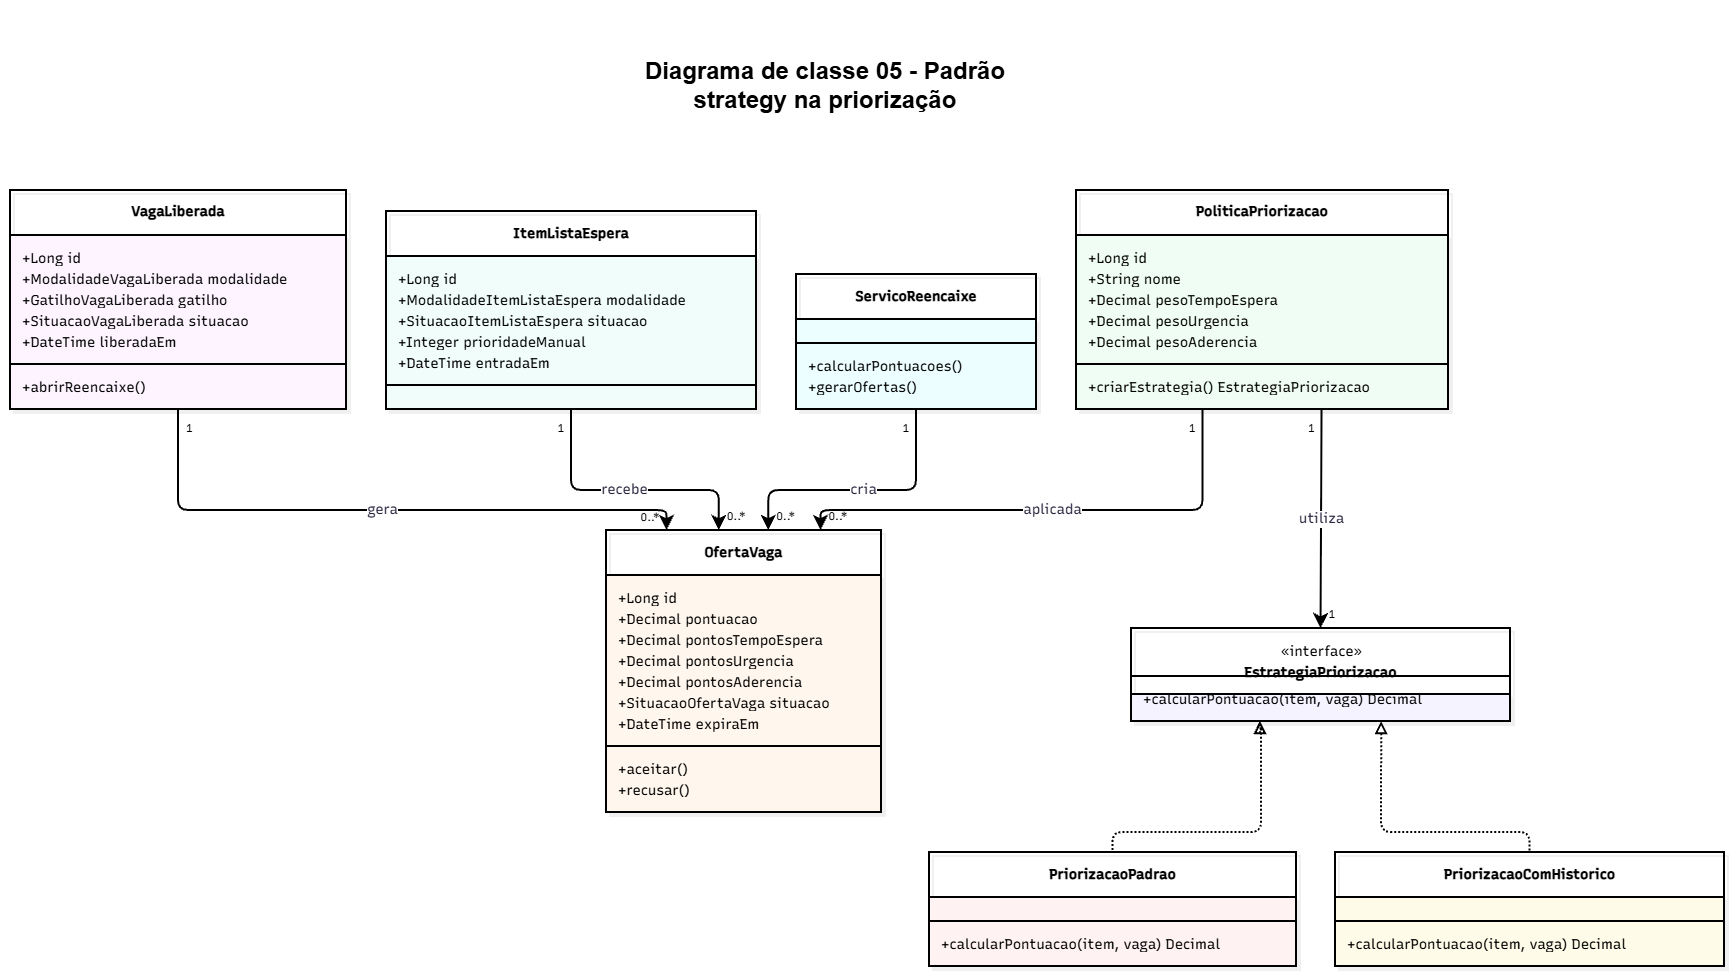 Diagrama de classe 05 - Padrão
strategy na priorização
VagaLiberada
+Long id
+ModalidadeVagaLiberada modalidade
+GatilhoVagaLiberada gatilho
+SituacaoVagaLiberada situacao
+DateTime liberadaEm
+abrirReencaixe()
ItemListaEspera
+Long id
+ModalidadeItemListaEspera modalidade
+SituacaoItemListaEspera situacao
+Integer prioridadeManual
+DateTime entradaEm
ServicoReencaixe
+calcularPontuacoes()
+gerarOfertas()
PoliticaPriorizacao
+Long id
+String nome
+Decimal pesoTempoEspera
+Decimal pesoUrgencia
+Decimal pesoAderencia
+criarEstrategia() EstrategiaPriorizacao
1
1
1
1
1
recebe
cria
gera
aplicada
utiliza
0..*
0..*
0..*
0..*
OfertaVaga
+Long id
+Decimal pontuacao
+Decimal pontosTempoEspera
+Decimal pontosUrgencia
+Decimal pontosAderencia
+SituacaoOfertaVaga situacao
+DateTime expiraEm
+aceitar()
+recusar()
1
«interface»
EstrategiaPriorizacao
+calcularPontuacao(item, vaga) Decimal
PriorizacaoPadrao
+calcularPontuacao(item, vaga) Decimal
PriorizacaoComHistorico
+calcularPontuacao(item, vaga) Decimal